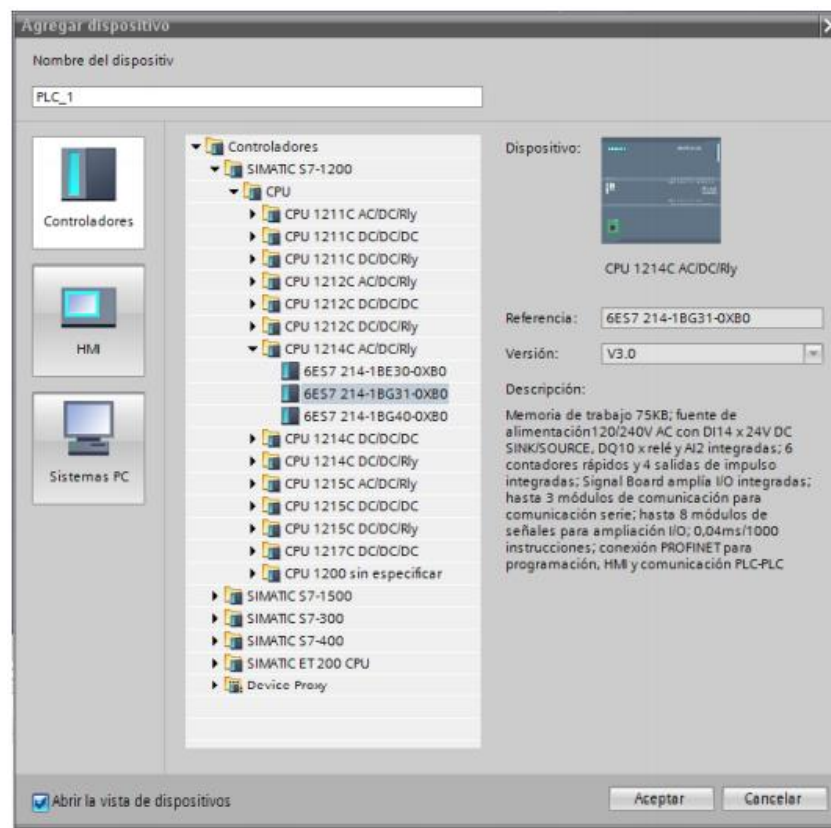 Agregar dispositivo
Nombre del dispositiv
PLC_1
Controladores
HMI
Sistemas PC
Controladores
SIMATIC S7-1200
CPU
CPU 1211C AC/DC/Rly
CPU 1211C DC/DC/DC
CPU 1211C DC/DC/Rly
CPU 1212C AC/DC/Rly
CPU 1212C DC/DC/DC
CPU 1212C DC/DC/Rly
CPU 1214C AC/DC/Rly
6ES7 214-1BE30-0XB0
6ES7 214-1BG31-0XB0
6ES7 214-1BG40-0XB0
CPU 1214C DC/DC/DC
CPU 1214C DC/DC/Rly
CPU 1215C AC/DC/Rly
CPU 1215C DC/DC/DC
CPU 1215C DC/DC/Rly
CPU 1217C DC/DC/DC
CPU 1200 sin especificar
SIMATIC S7-1500
SIMATIC S7-300
SIMATIC S7-400
SIMATIC ET 200 CPU
Device Proxy
Dispositivo:
CPU 1214C AC/DC/Rly
Referencia: 6ES7 214-1BG31-0XB0
Versión: V3.0
Descripción:
Memoria de trabajo 75KB; fuente de
alimentación120/240V AC con DI14 x 24V DC
SINK/SOURCE, DQ10 x relé y AI2 integradas; 6
contadores rápidos y 4 salidas de impulso
integradas; Signal Board amplía I/O integradas;
hasta 3 módulos de comunicación para
comunicación serie; hasta 8 módulos de
señales para ampliación I/O; 0,04ms/1000
instrucciones; conexión PROFINET para
programación, HMI y comunicación PLC-PLC
Abrir la vista de dispositivos
Aceptar
Cancelar